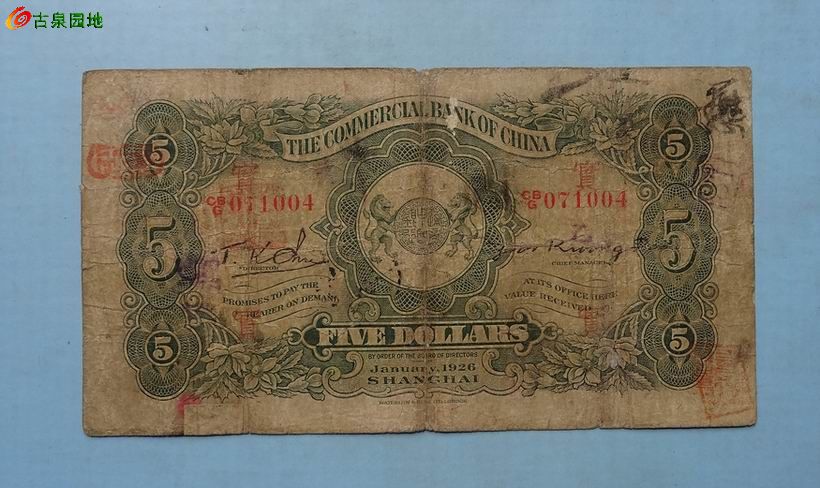 古泉园地
THE COMMERCIAL BANK OF CHINA
5 5
CB/G 071004 CB/G 071004
5 5
DIRECTOR CHIEF MANAGER
PROMISES TO PAY THE BEARER ON DEMAND
AT ITS OFFICE HERE VALUE RECEIVED
FIVE DOLLARS
5 5
BY ORDER OF THE BOARD OF DIRECTORS
January, 1926
SHANGHAI